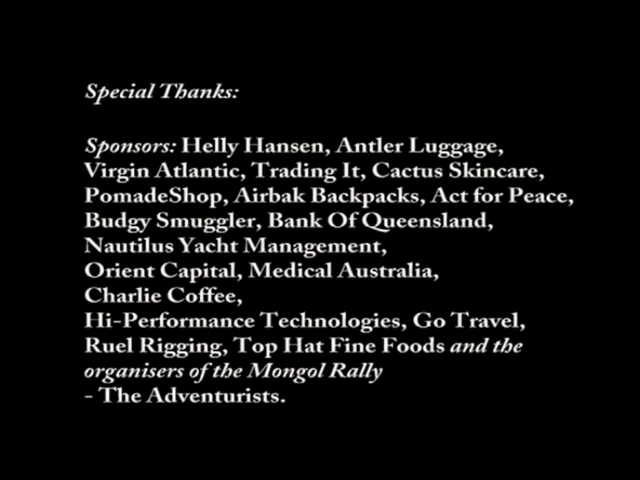 Special Thanks:
Sponsors: Helly Hansen, Antler Luggage,
Virgin Atlantic, Trading It, Cactus Skincare,
PomadeShop, Airbak Backpacks, Act for Peace,
Budgy Smuggler, Bank Of Queensland,
Nautilus Yacht Management,
Orient Capital, Medical Australia,
Charlie Coffee,
Hi-Performance Technologies, Go Travel,
Ruel Rigging, Top Hat Fine Foods and the
organisers of the Mongol Rally
- The Adventurists.